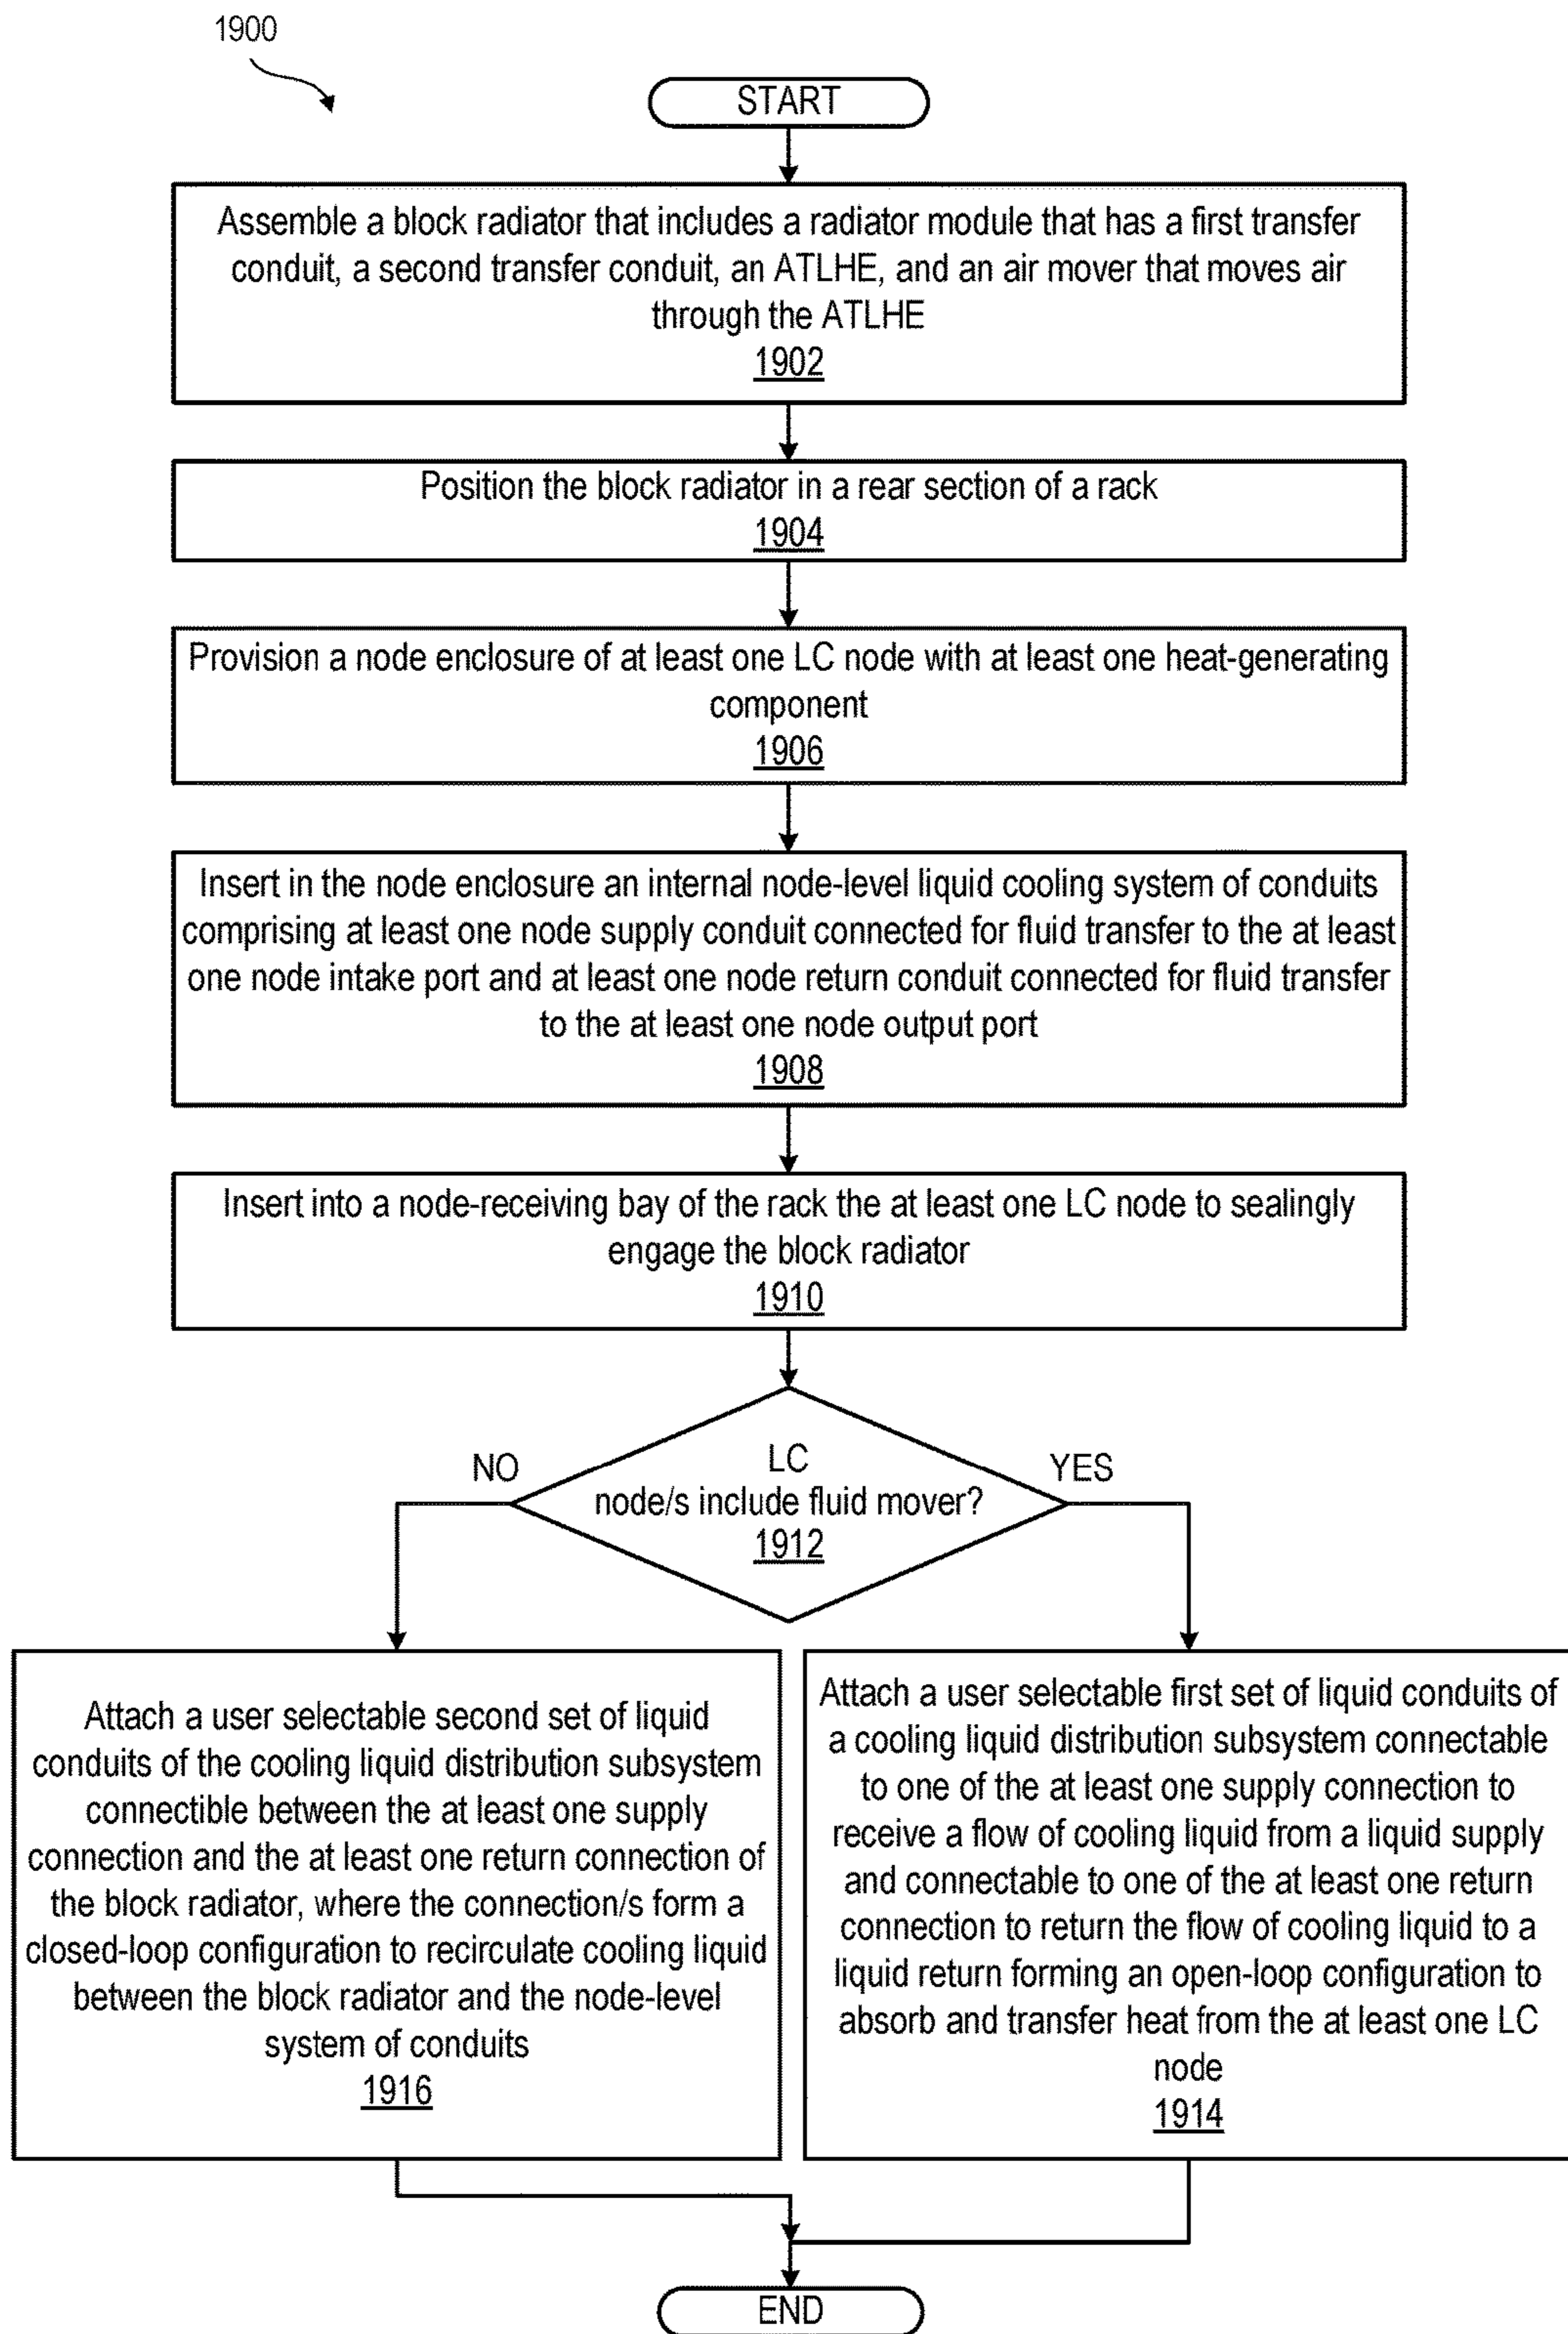 1900
START
Assemble a block radiator that includes a radiator module that has a first transfer
conduit, a second transfer conduit, an ATLHE, and an air mover that moves air
through the ATLHE
1902
Position the block radiator in a rear section of a rack
1904
Provision a node enclosure of at least one LC node with at least one heat-generating
component
1906
Insert in the node enclosure an internal node-level liquid cooling system of conduits
comprising at least one node supply conduit connected for fluid transfer to the at least
one node intake port and at least one node return conduit connected for fluid transfer
to the at least one node output port
1908
Insert into a node-receiving bay of the rack the at least one LC node to sealingly
engage the block radiator
1910
NO
LC
node/s include fluid mover?
1912
YES
Attach a user selectable second set of liquid
conduits of the cooling liquid distribution subsystem
connectible between the at least one supply
connection and the at least one return connection of
the block radiator, where the connection/s form a
closed-loop configuration to recirculate cooling liquid
between the block radiator and the node-level
system of conduits
1916
Attach a user selectable first set of liquid conduits of
a cooling liquid distribution subsystem connectable
to one of the at least one supply connection to
receive a flow of cooling liquid from a liquid supply
and connectable to one of the at least one return
connection to return the flow of cooling liquid to a
liquid return forming an open-loop configuration to
absorb and transfer heat from the at least one LC
node
1914
END